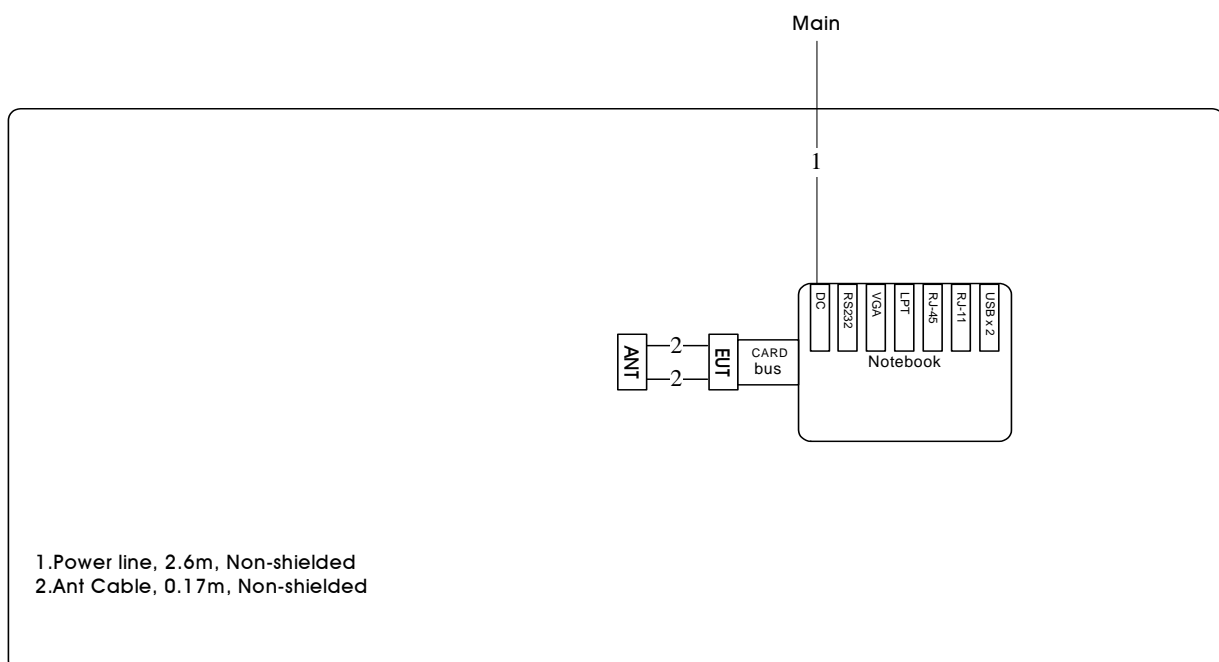 Main
1
DC
RS232
VGA
LPT
RJ-45
RJ-11
USB x 2
Notebook
ANT
2
2
EUT
CARD
bus
1.Power line, 2.6m, Non-shielded
2.Ant Cable, 0.17m, Non-shielded